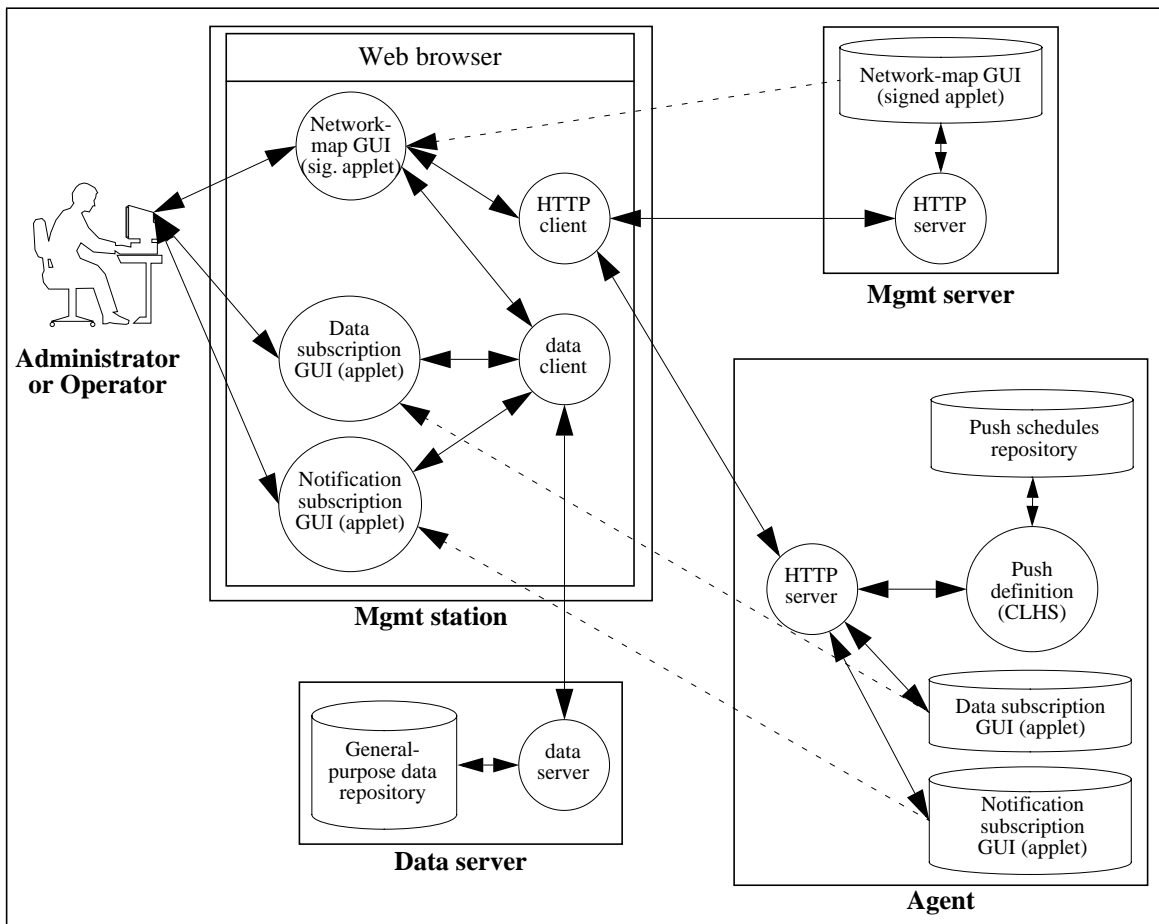 Web browser
Network-
map GUI
(sig. applet)
HTTP
client
Data
subscription
GUI (applet)
data
client
Notification
subscription
GUI (applet)
Mgmt station
Administrator
or Operator
Network-map GUI
(signed applet)
HTTP
server
Mgmt server
Push schedules
repository
HTTP
server
Push
definition
(CLHS)
Data subscription
GUI (applet)
Notification
subscription
GUI (applet)
Agent
General-
purpose data
repository
data
server
Data server